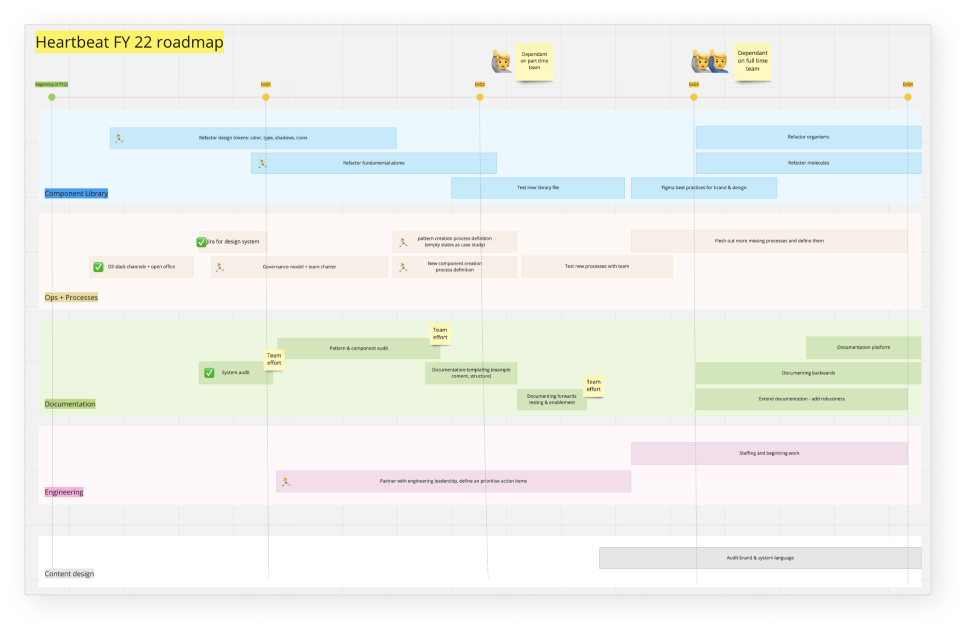 Heartbeat FY 22 roadmap
Dependant
on part time
team
Dependant
on full time
team
Beginning of FY22
EoQ1
EoQ2
EoQ3
EoQ4
Refactor design tokens: color, type, shadows, icons
Refactor organisms
Refactor fundamental atoms
Refactor molecules
Test new library file
Figma best practices for brand & design
Component Library
Jira for design system
pattern creation process definition
(empty states as case study)
Flesh out more missing processes and define them
DS slack channels + open office
Governance model + team charter
New component creation
process definition
Test new processes with team
Ops + Processes
Team
effort
Pattern & component audit
Documentation platform
Team
effort
System audit
Documentation templating (example
content, structure)
Documenting backwards
Team
effort
Documenting forwards
testing & enablement
Extend documentation - add robustness
Documentation
Staffing and beginning work
Partner with engineering leadership, define an prioritise action items
Engineering
Audit brand & system language
Content design